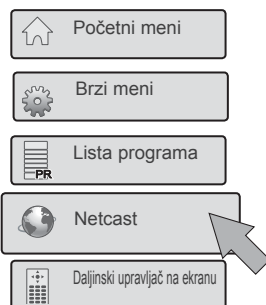 Početni meni
Brzi meni
PR
Lista programa
Netcast
Daljinski upravljač na ekranu